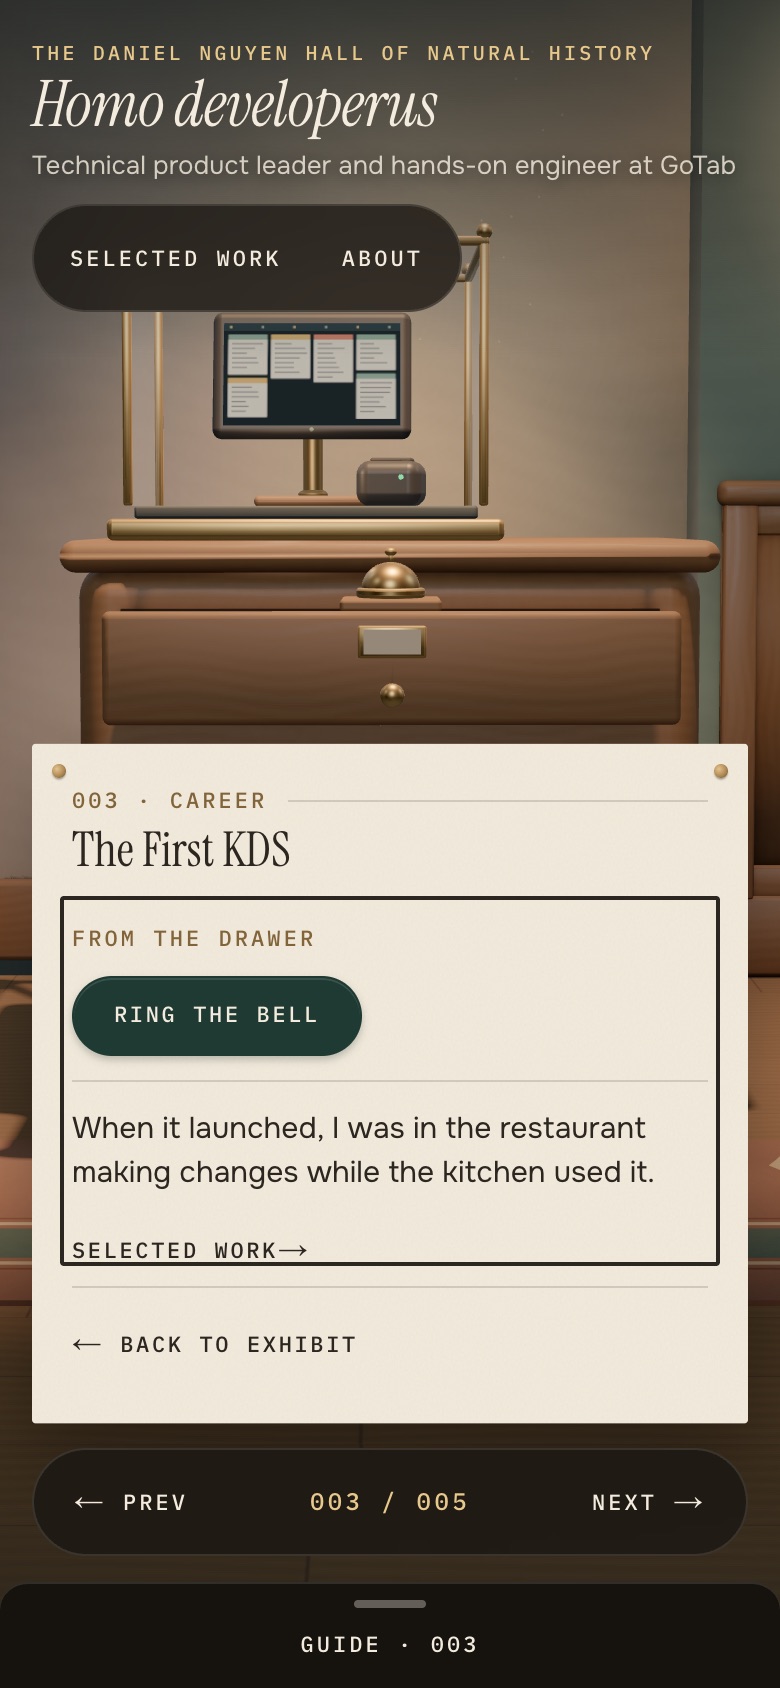 THE DANIEL NGUYEN HALL OF NATURAL HISTORY
Homo developerus
Technical product leader and hands-on engineer at GoTab
SELECTED WORK ABOUT
003 · CAREER
The First KDS
FROM THE DRAWER
RING THE BELL
When it launched, I was in the restaurant
making changes while the kitchen used it.
SELECTED WORK→
← BACK TO EXHIBIT
← PREV 003 / 005 NEXT →
GUIDE · 003